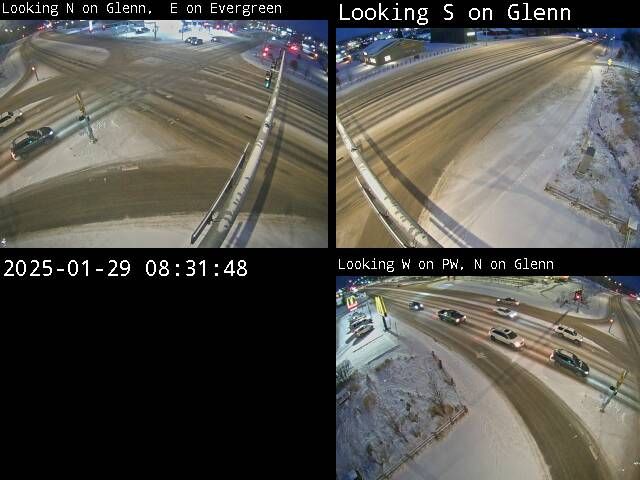 Looking N on Glenn,  E on Evergreen
Looking S on Glenn
2025-01-29 08:31:48
Looking W on PW, N on Glenn